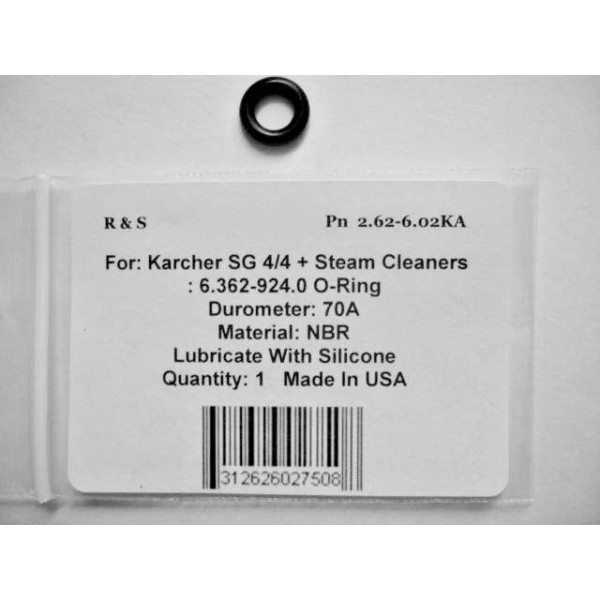 R & S Pn 2.62-6.02KA
For: Karcher SG 4/4 + Steam Cleaners
: 6.362-924.0 O-Ring
Durometer: 70A
Material: NBR
Lubricate With Silicone
Quantity: 1 Made In USA
312626027508